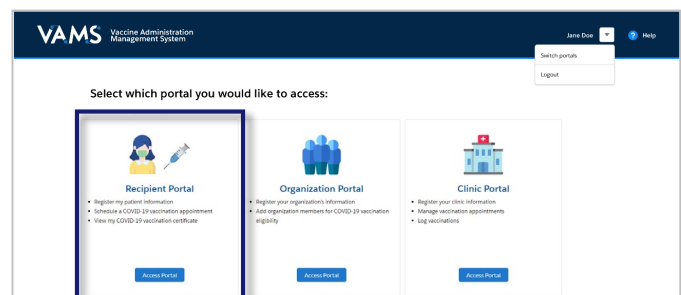 VAMS Vaccine Administration
Management System
Jane Doe
? Help
Switch portals
Logout
Select which portal you would like to access:
Recipient Portal
• Register my patient information
• Schedule a COVID-19 vaccination appointment
• View my COVID-19 vaccination certificate
Access Portal
Organization Portal
• Register your organization's information
• Add organization members for COVID-19 vaccination
eligibility
Access Portal
Clinic Portal
• Register your clinic information
• Manage vaccination appointments
• Log vaccinations
Access Portal